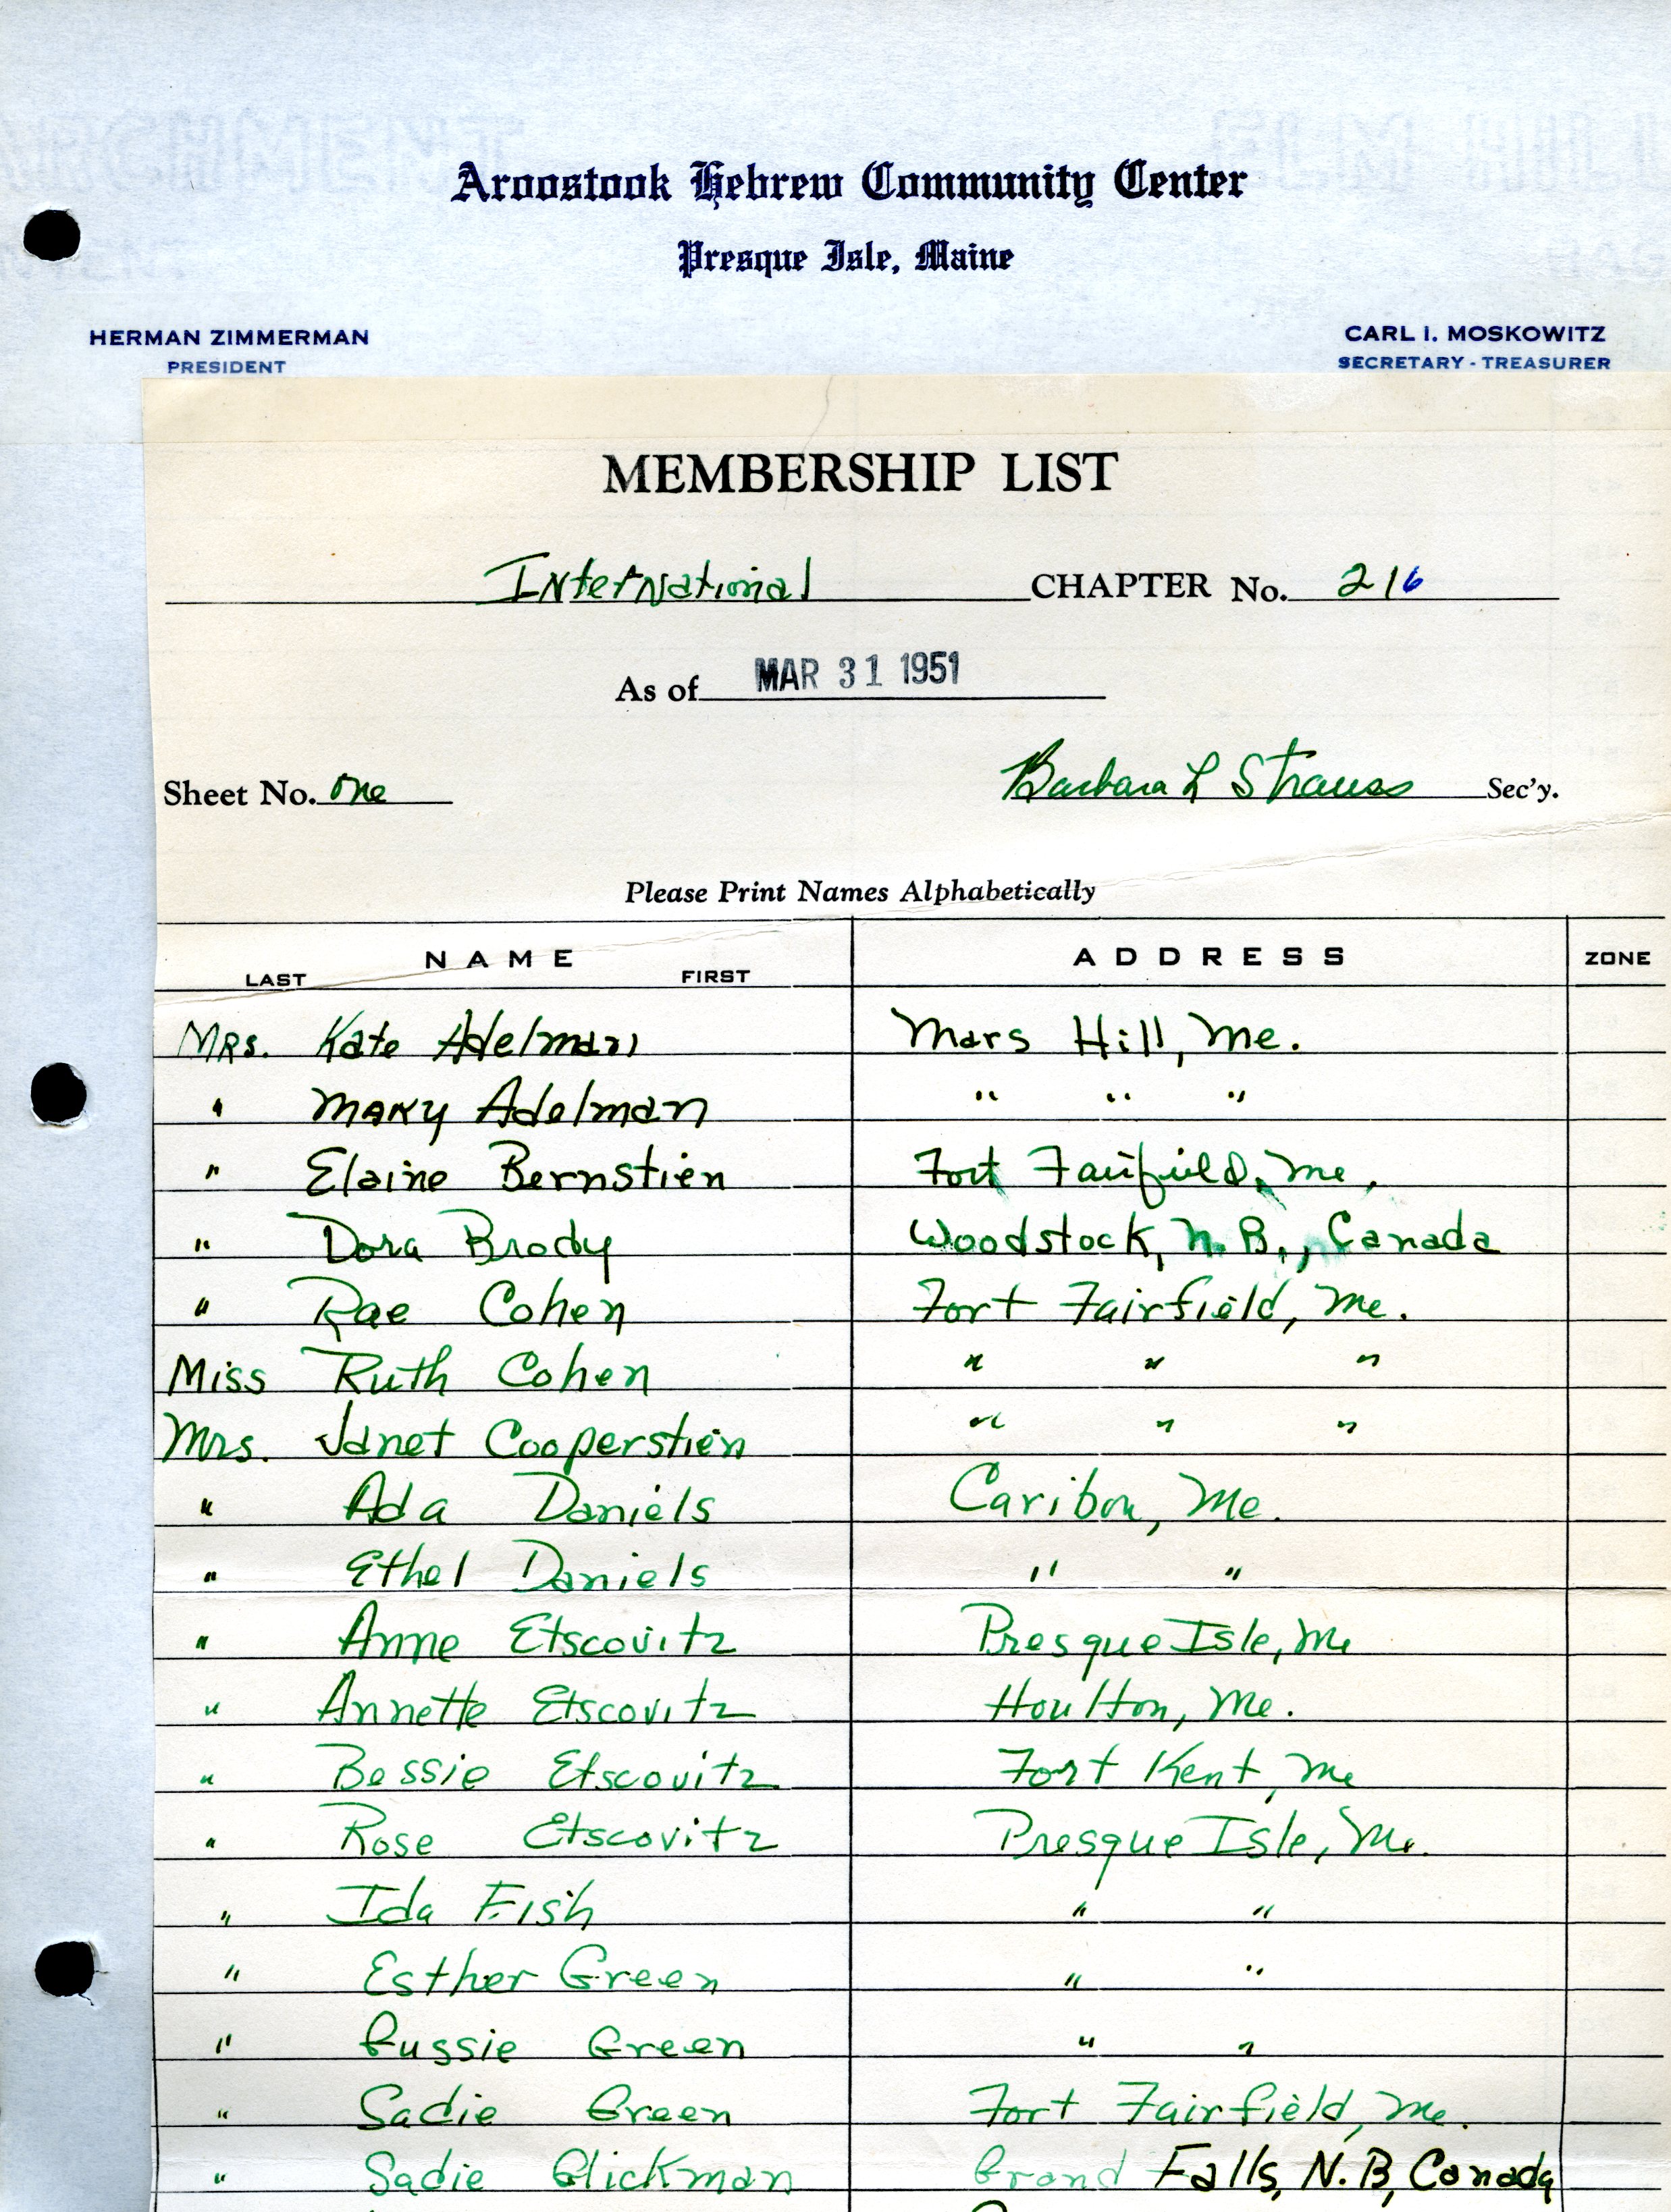 Aroostook Hebrew Community Center
Presque Isle, Maine
HERMAN ZIMMERMAN
PRESIDENT
CARL I. MOSKOWITZ
SECRETARY - TREASURER
MEMBERSHIP LIST
International CHAPTER No. 216
As of MAR 31 1951
Sheet No. One Barbara L Strauss Sec'y.
Please Print Names Alphabetically
NAME ADDRESS ZONE
LAST FIRST
MRS. Kate Adelman Mars Hill, Me.
" MARY Adelman " " "
" Elaine Bernstien Fort Fairfield, Me.
" Dora Brody Woodstock, N.B., Canada
" Rae Cohen Fort Fairfield, Me.
Miss Ruth Cohen " " "
Mrs. Janet Cooperstien " " "
" Ada Daniels Caribou, Me.
" Ethel Daniels " "
" Anne Etscovitz Presque Isle, Me
" Annette Etscovitz Houlton, Me.
" Bessie Etscovitz Fort Kent, Me
" Rose Etscovitz Presque Isle, Me.
" Ida Fish " "
" Esther Green " "
" Gussie Green " "
" Sadie Green Fort Fairfield, Me.
" Sadie Glickman Grand Falls, N.B, Canada